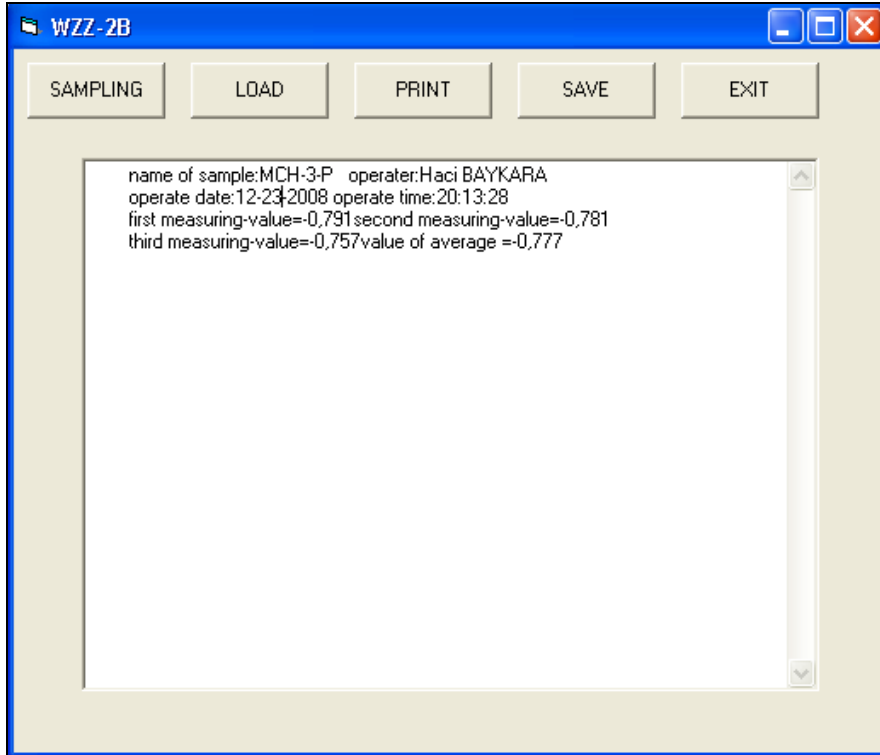 WZZ-2B
SAMPLING LOAD PRINT SAVE EXIT
name of sample:MCH-3-P operater:Haci BAYKARA
operate date:12-23-2008 operate time:20:13:28
first measuring-value=-0,791second measuring-value=-0,781
third measuring-value=-0,757value of average =-0,777